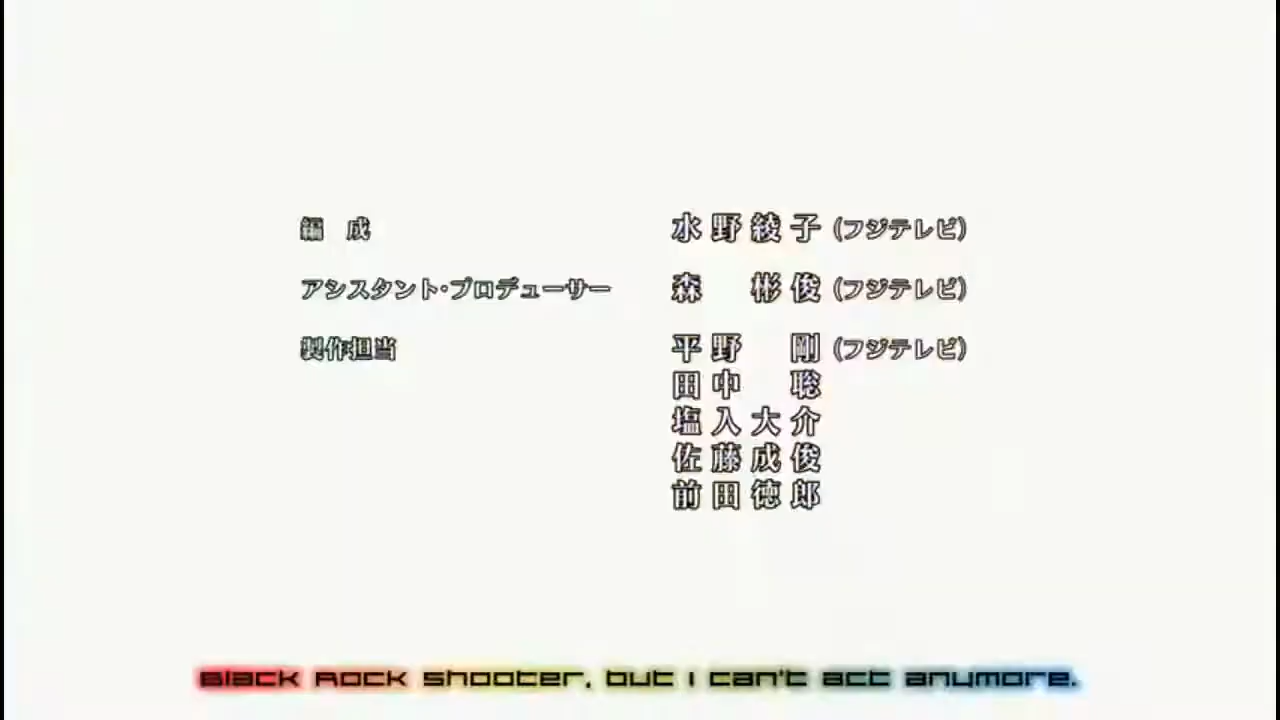 編 成 水野綾子(フジテレビ)
アシスタント・プロデューサー 森 彬俊(フジテレビ)
製作担当 平野 剛(フジテレビ)
田中 聡
塩入大介
佐藤成俊
前田徳郎
Black Rock shooter, but i can't act anymore.